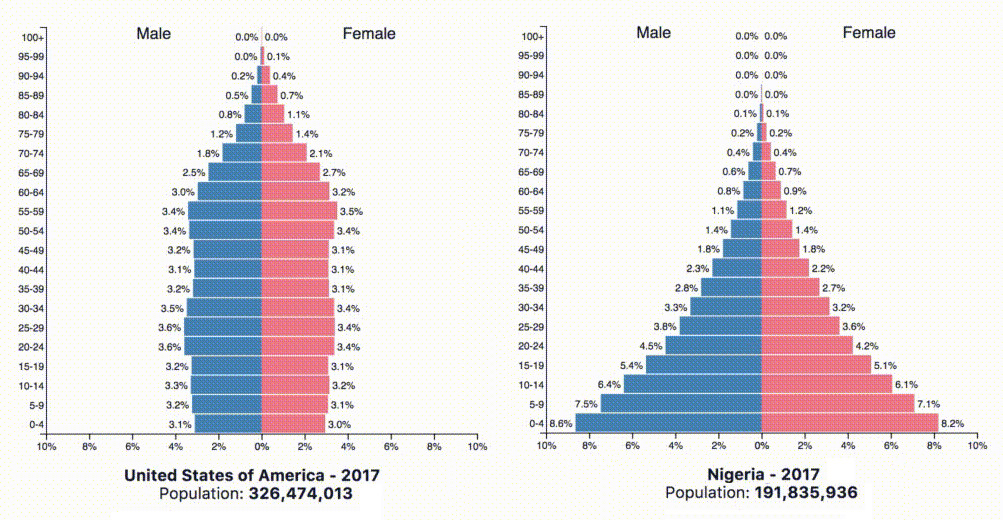 Male Female
100+ 0.0% 0.0%
95-99 0.0% 0.1%
90-94 0.2% 0.4%
85-89 0.5% 0.7%
80-84 0.8% 1.1%
75-79 1.2% 1.4%
70-74 1.8% 2.1%
65-69 2.5% 2.7%
60-64 3.0% 3.2%
55-59 3.4% 3.5%
50-54 3.4% 3.4%
45-49 3.2% 3.1%
40-44 3.1% 3.1%
35-39 3.2% 3.1%
30-34 3.5% 3.4%
25-29 3.6% 3.4%
20-24 3.6% 3.4%
15-19 3.2% 3.1%
10-14 3.3% 3.2%
5-9 3.2% 3.1%
0-4 3.1% 3.0%
10% 8% 6% 4% 2% 0% 2% 4% 6% 8% 10%
United States of America - 2017
Population: 326,474,013
Male Female
100+ 0.0% 0.0%
95-99 0.0% 0.0%
90-94 0.0% 0.0%
85-89 0.0% 0.0%
80-84 0.1% 0.1%
75-79 0.2% 0.2%
70-74 0.4% 0.4%
65-69 0.6% 0.7%
60-64 0.8% 0.9%
55-59 1.1% 1.2%
50-54 1.4% 1.4%
45-49 1.8% 1.8%
40-44 2.3% 2.2%
35-39 2.8% 2.7%
30-34 3.3% 3.2%
25-29 3.8% 3.6%
20-24 4.5% 4.2%
15-19 5.4% 5.1%
10-14 6.4% 6.1%
5-9 7.5% 7.1%
0-4 8.6% 8.2%
10% 8% 6% 4% 2% 0% 2% 4% 6% 8% 10%
Nigeria - 2017
Population: 191,835,936